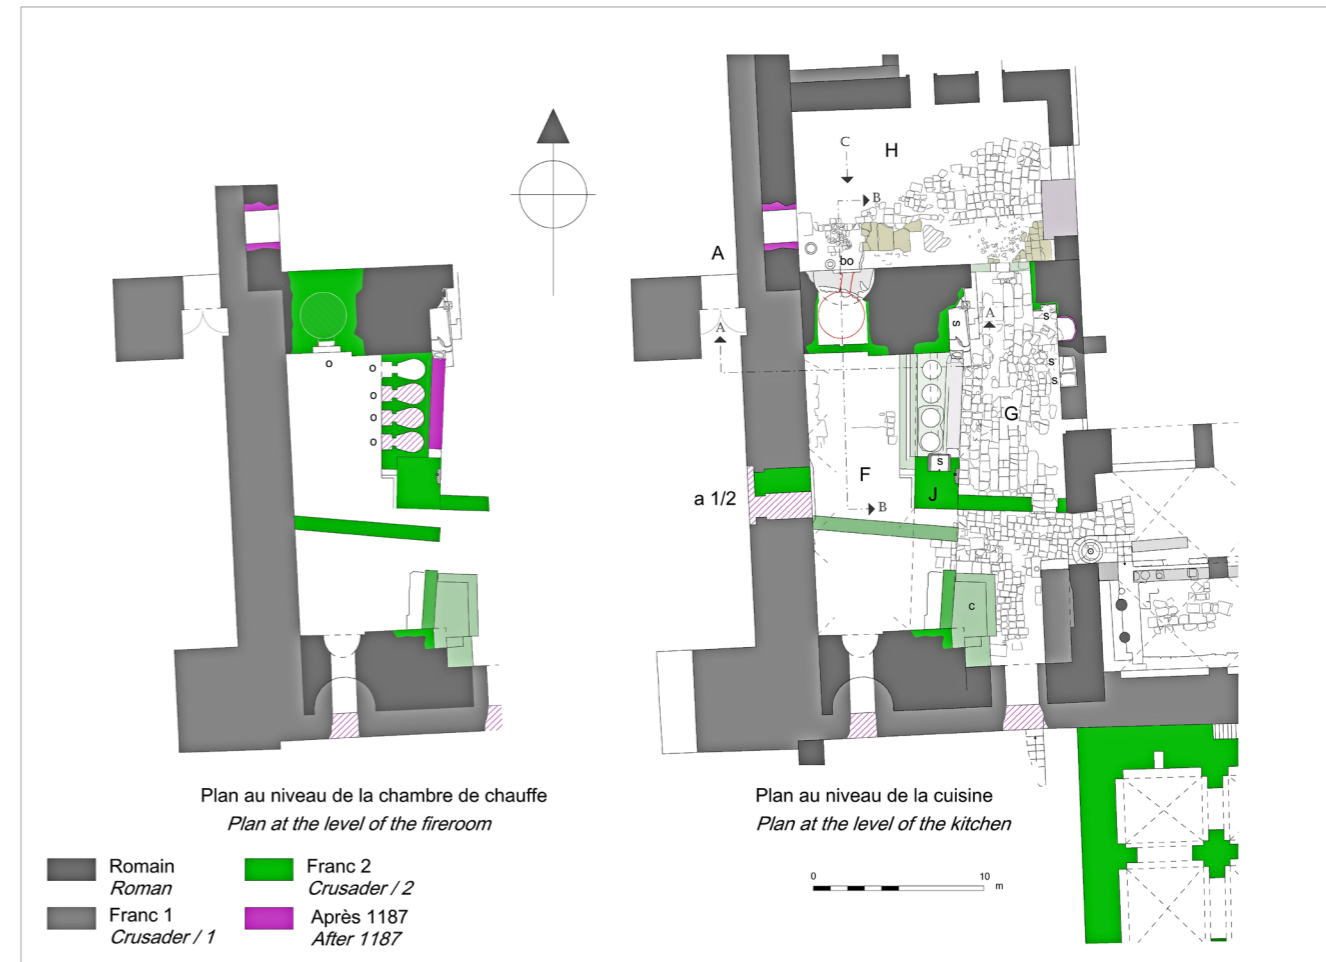 C
H
B
A
bo
A
A
s
s
s
s
G
o
o
o
o
o
F
s
a 1/2
J
B
c
Plan au niveau de la chambre de chauffe
Plan at the level of the fireroom
Plan au niveau de la cuisine
Plan at the level of the kitchen
Romain
Roman
Franc 2
Crusader / 2
Franc 1
Crusader / 1
Après 1187
After 1187
0 10
m